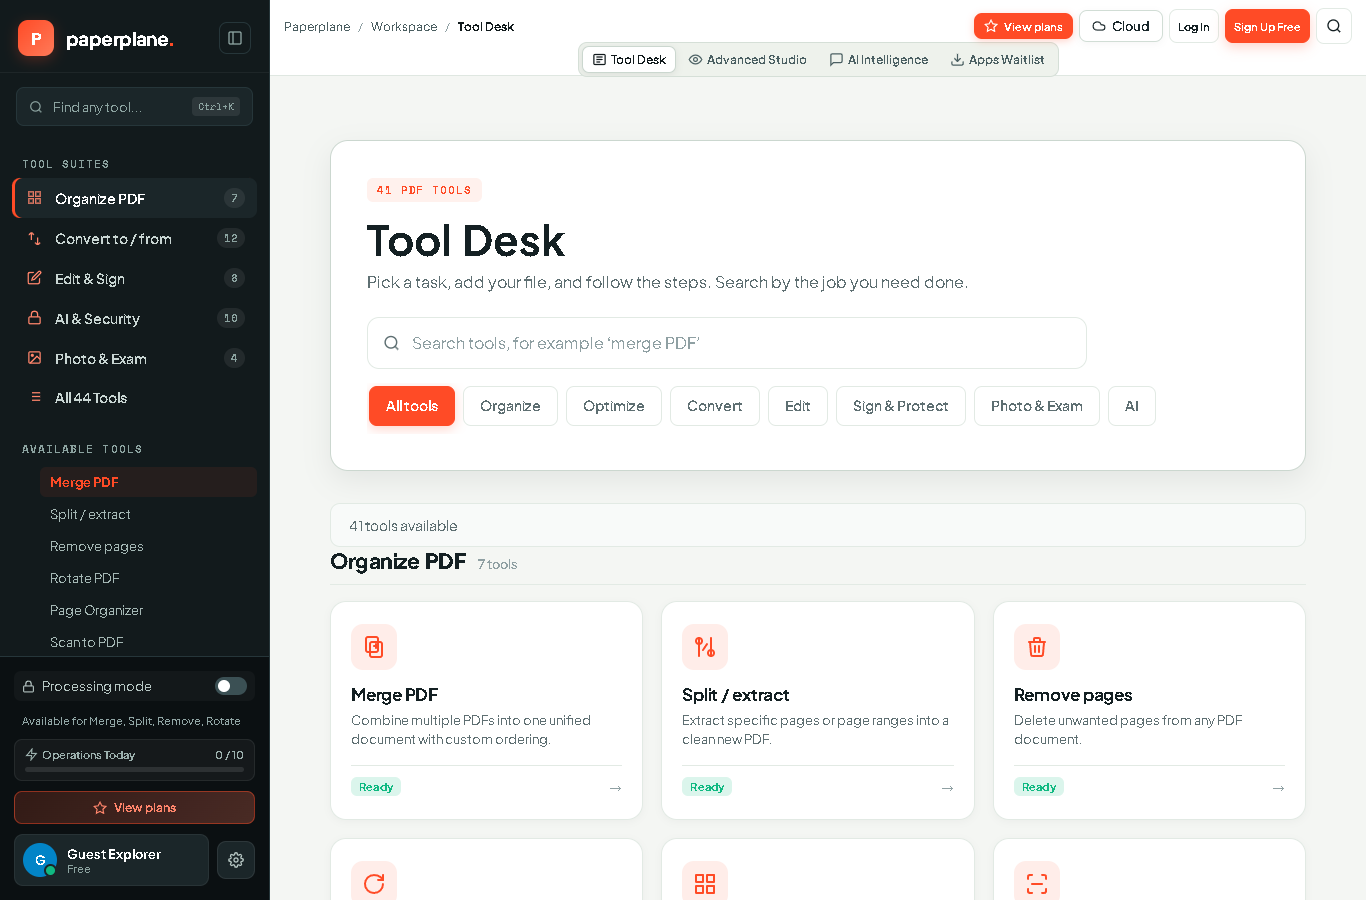 P paperplane.
Find any tool... Ctrl+K
TOOL SUITES
Organize PDF 7
Convert to / from 12
Edit & Sign 8
AI & Security 10
Photo & Exam 4
All 44 Tools
AVAILABLE TOOLS
Merge PDF
Split / extract
Remove pages
Rotate PDF
Page Organizer
Scan to PDF
Processing mode
Available for Merge, Split, Remove, Rotate
Operations Today 0 / 10
View plans
G Guest Explorer
Free
Paperplane / Workspace / Tool Desk
View plans Cloud Log In Sign Up Free
Tool Desk Advanced Studio AI Intelligence Apps Waitlist
41 PDF TOOLS
Tool Desk
Pick a task, add your file, and follow the steps. Search by the job you need done.
Search tools, for example ‘merge PDF’
All tools Organize Optimize Convert Edit Sign & Protect Photo & Exam AI
41 tools available
Organize PDF 7 tools
Merge PDF
Combine multiple PDFs into one unified
document with custom ordering.
Ready →
Split / extract
Extract specific pages or page ranges into a
clean new PDF.
Ready →
Remove pages
Delete unwanted pages from any PDF
document.
Ready →